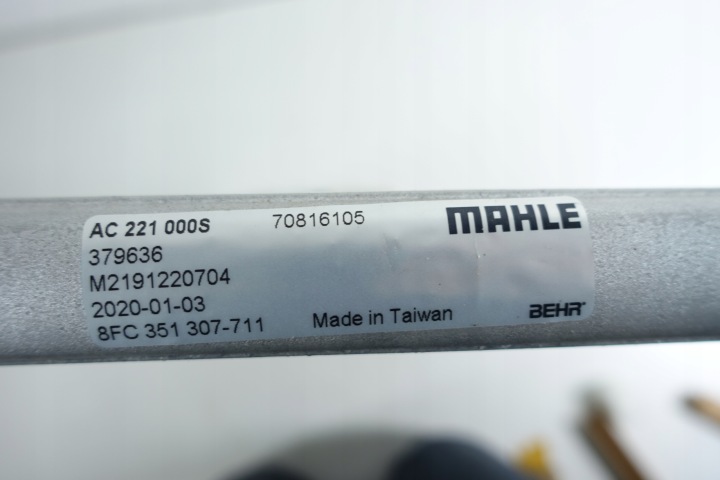 AC 221 000S 70816105 MAHLE
379636
M2191220704
2020-01-03
8FC 351 307-711 Made in Taiwan BEHR